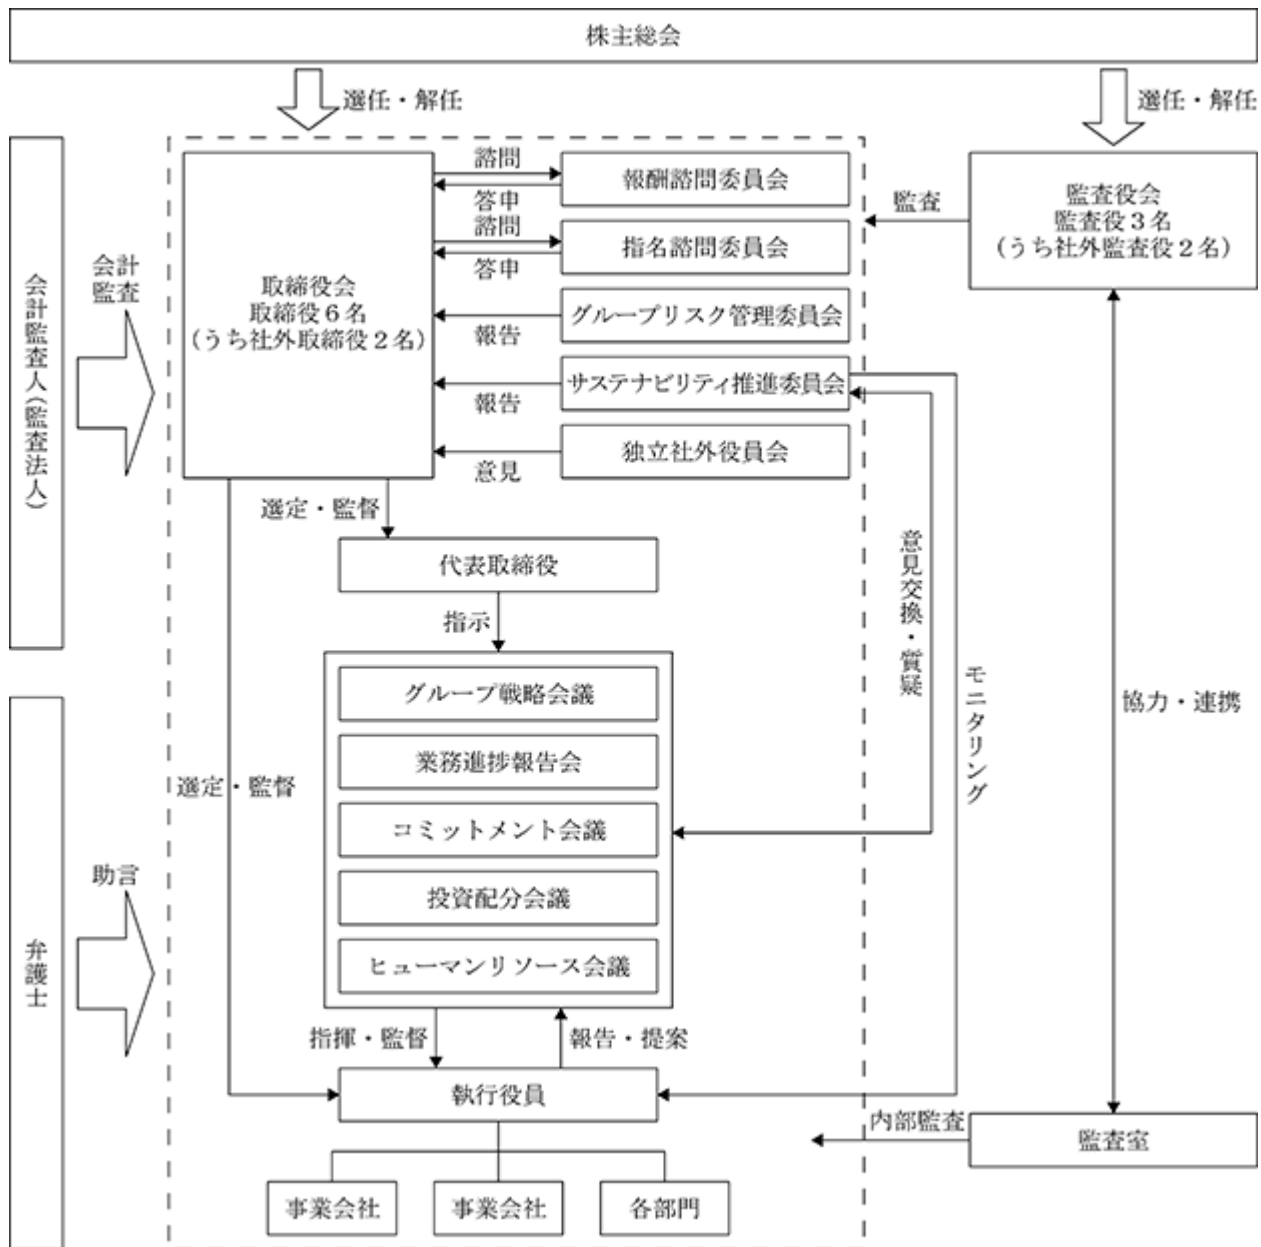 株主総会
選任・解任
選任・解任
会計監査人（監査法人）
会計
監査
取締役会
取締役６名
（うち社外取締役２名）
諮問
答申
諮問
答申
報告
報告
意見
報酬諮問委員会
指名諮問委員会
グループリスク管理委員会
サステナビリティ推進委員会
独立社外役員会
監査
監査役会
監査役３名
（うち社外監査役２名）
選定・監督
代表取締役
指示
グループ戦略会議
業務進捗報告会
コミットメント会議
投資配分会議
ヒューマンリソース会議
選定・監督
意見交換・質疑
モニタリング
協力・連携
弁護士
助言
指揮・監督
報告・提案
執行役員
内部監査
監査室
事業会社
事業会社
各部門